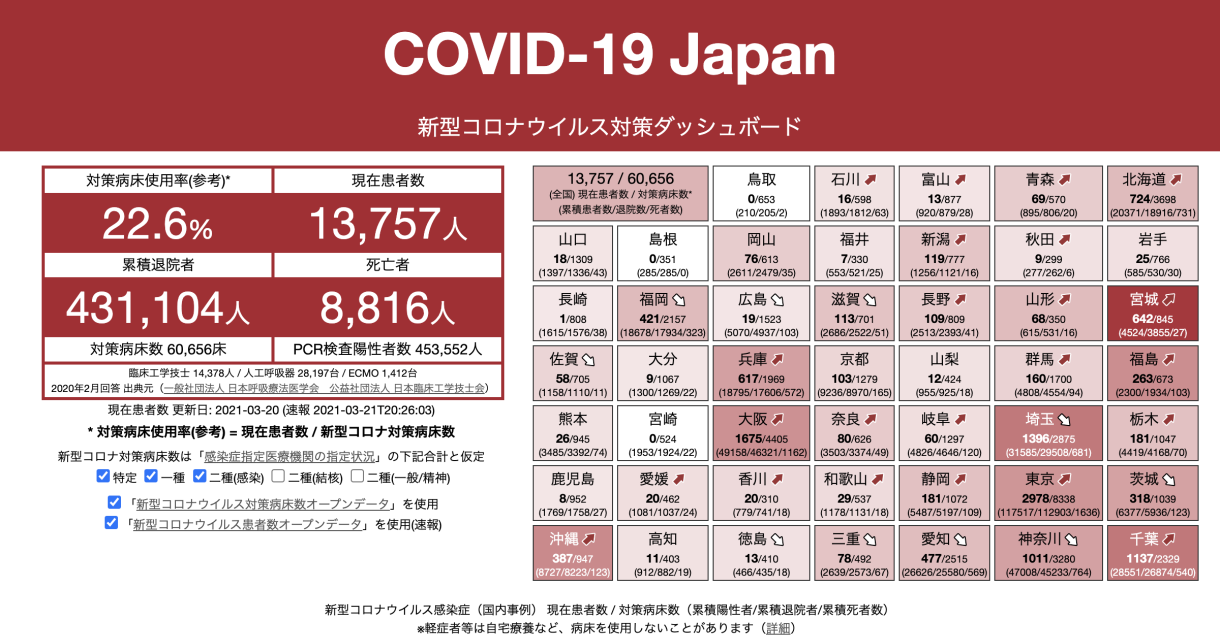 COVID-19 Japan
新型コロナウイルス対策ダッシュボード
対策病床使用率(参考)*
現在患者数
22.6%
13,757人
累積退院者
死亡者
431,104人
8,816人
対策病床数 60,656床
PCR検査陽性者数 453,552人
臨床工学技士 14,378人 / 人工呼吸器 28,197台 / ECMO 1,412台
2020年2月回答 出典元（一般社団法人 日本呼吸療法医学会　公益社団法人 日本臨床工学技士会）
現在患者数 更新日: 2021-03-20 (速報 2021-03-21T20:26:03)
* 対策病床使用率(参考) = 現在患者数 / 新型コロナ対策病床数
新型コロナ対策病床数は「感染症指定医療機関の指定状況」の下記合計と仮定
特定 一種 二種(感染) 二種(結核) 二種(一般/精神)
「新型コロナウイルス対策病床数オープンデータ」を使用
「新型コロナウイルス患者数オープンデータ」を使用(速報)
13,757 / 60,656
(全国) 現在患者数 / 対策病床数*
(累積患者数/退院数/死者数)
鳥取
0/653
(210/205/2)
石川
16/598
(1893/1812/63)
富山
13/877
(920/879/28)
青森
69/570
(895/806/20)
北海道
724/3698
(20371/18916/731)
山口
18/1309
(1397/1336/43)
島根
0/351
(285/285/0)
岡山
76/613
(2611/2479/35)
福井
7/330
(553/521/25)
新潟
119/777
(1256/1121/16)
秋田
9/299
(277/262/6)
岩手
25/766
(585/530/30)
長崎
1/808
(1615/1576/38)
福岡
421/2157
(18678/17934/323)
広島
19/1523
(5070/4937/103)
滋賀
113/701
(2686/2522/51)
長野
109/809
(2513/2393/41)
山形
68/350
(615/531/16)
宮城
642/845
(4524/3855/27)
佐賀
58/705
(1158/1110/11)
大分
9/1067
(1300/1269/22)
兵庫
617/1969
(18795/17606/572)
京都
103/1279
(9236/8970/165)
山梨
12/424
(955/925/18)
群馬
160/1700
(4808/4554/94)
福島
263/673
(2300/1934/103)
熊本
26/945
(3485/3392/74)
宮崎
0/524
(1953/1924/22)
大阪
1675/4405
(49158/46321/1162)
奈良
80/626
(3503/3374/49)
岐阜
60/1297
(4826/4646/120)
埼玉
1396/2875
(31585/29508/681)
栃木
181/1047
(4419/4168/70)
鹿児島
8/952
(1769/1758/27)
愛媛
20/462
(1081/1037/24)
香川
20/310
(779/741/18)
和歌山
29/537
(1178/1131/18)
静岡
181/1072
(5487/5197/109)
東京
2978/8338
(117517/112903/1636)
茨城
318/1039
(6377/5936/123)
沖縄
387/947
(8727/8223/123)
高知
11/403
(912/882/19)
徳島
13/410
(466/435/18)
三重
78/492
(2639/2573/67)
愛知
477/2515
(26626/25580/569)
神奈川
1011/3280
(47008/45233/764)
千葉
1137/2329
(28551/26874/540)
新型コロナウイルス感染症（国内事例） 現在患者数 / 対策病床数（累積陽性者/累積退院者/累積死者数）
※軽症者等は自宅療養など、病床を使用しないことがあります（詳細）